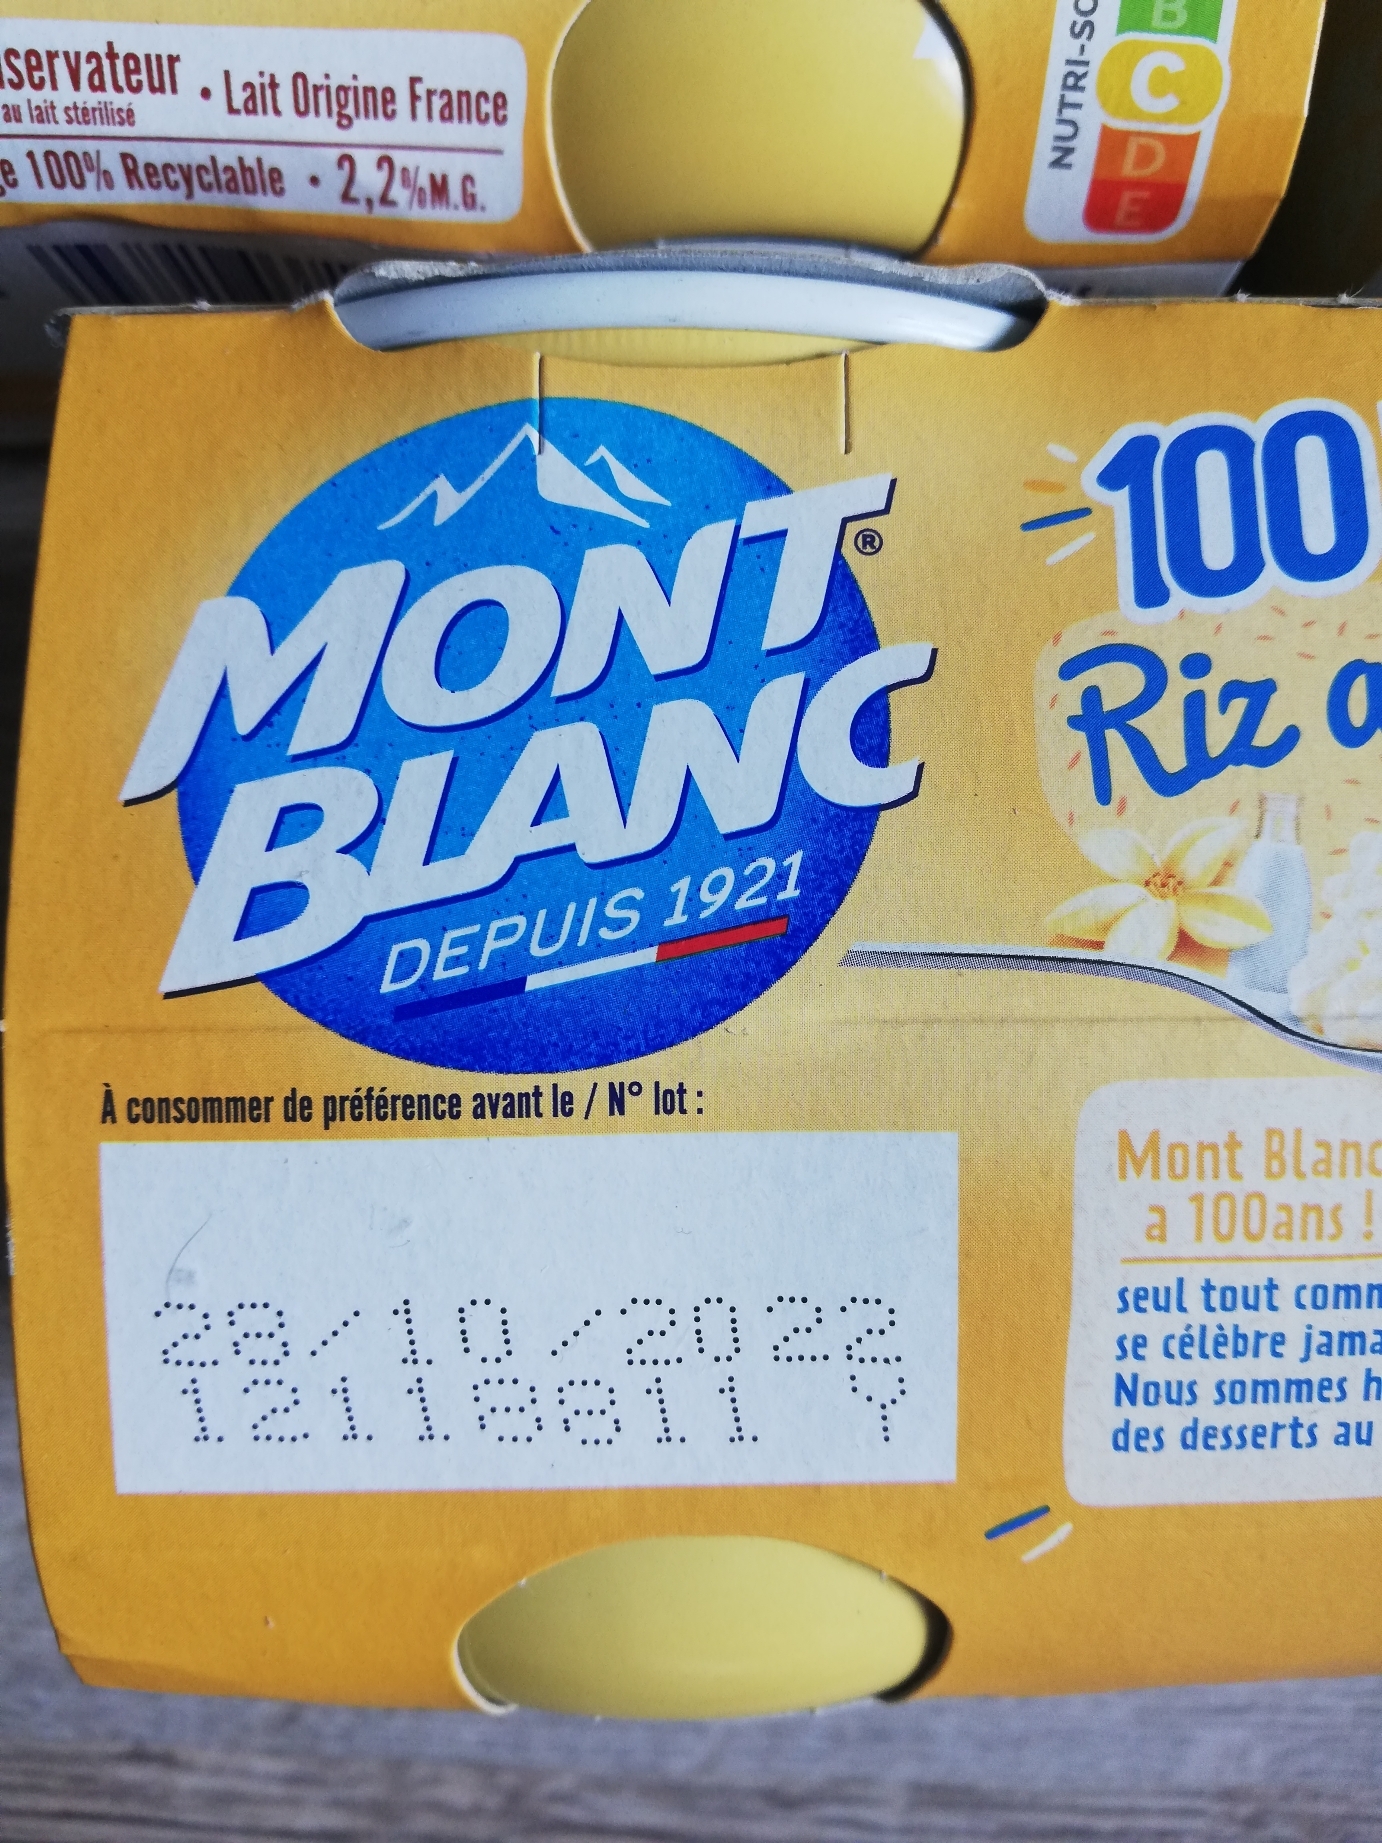 servateur • Lait Origine France
au lait stérilisé
e 100% Recyclable • 2,2%M.G.
NUTRI-SC
B
C
D
E
MONT
BLANC®
DEPUIS 1921
100
Riz a
À consommer de préférence avant le / N° lot :
28/10/2022
12118811 Y
Mont Blanc
a 100ans !
seul tout comm
se célèbre jama
Nous sommes h
des desserts au